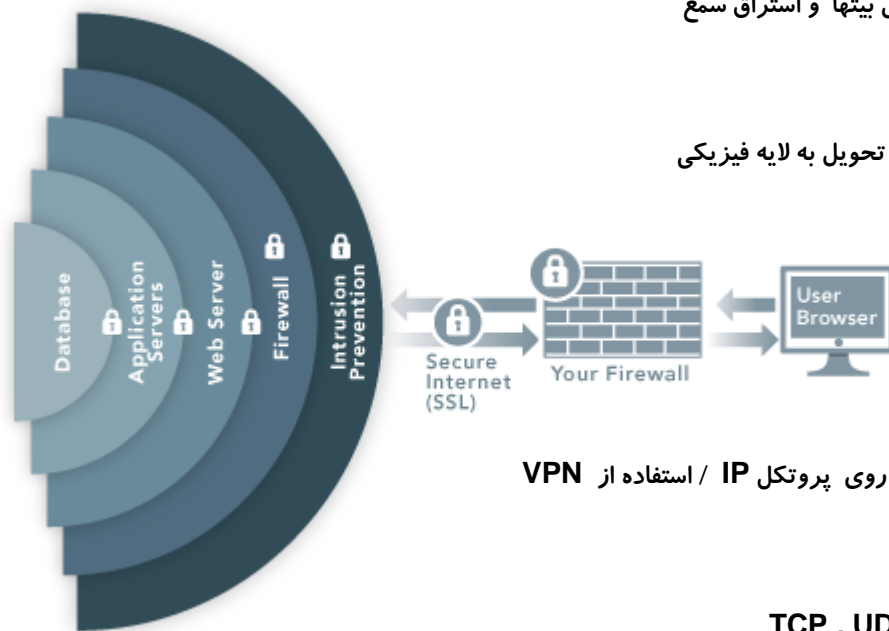 بیتها و استراق سمع
تحویل به لایه فیزیکی
Database
Application
Servers
Web Server
Firewall
Intrusion
Prevention
Secure
Internet
(SSL)
Your Firewall
User
Browser
روی پروتکل IP / استفاده از VPN
TCP , UD